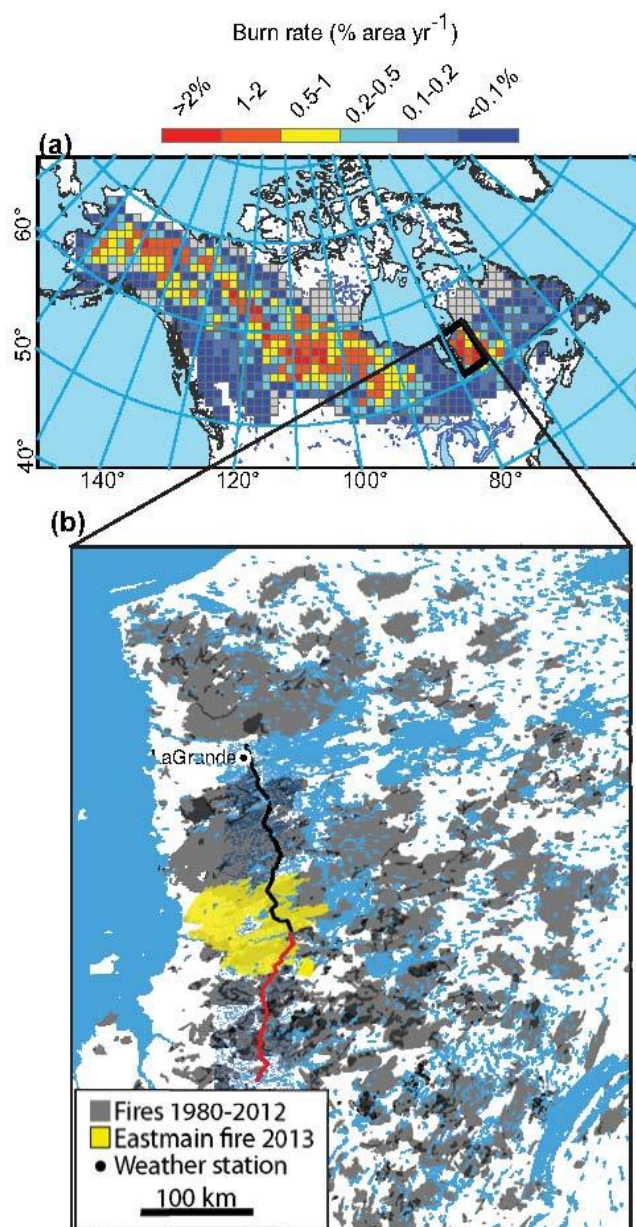 Burn rate (% area yr-1)
>2% 1-2 0.5-1 0.2-0.5 0.1-0.2 <0.1%
(a)
60°
50°
40°
140° 120° 100° 80°
(b)
LaGrande
Fires 1980-2012
Eastmain fire 2013
Weather station
100 km